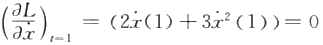 (∂L/∂ẋ)_{t=1} = (2ẋ(1) + 3ẋ²(1)) = 0